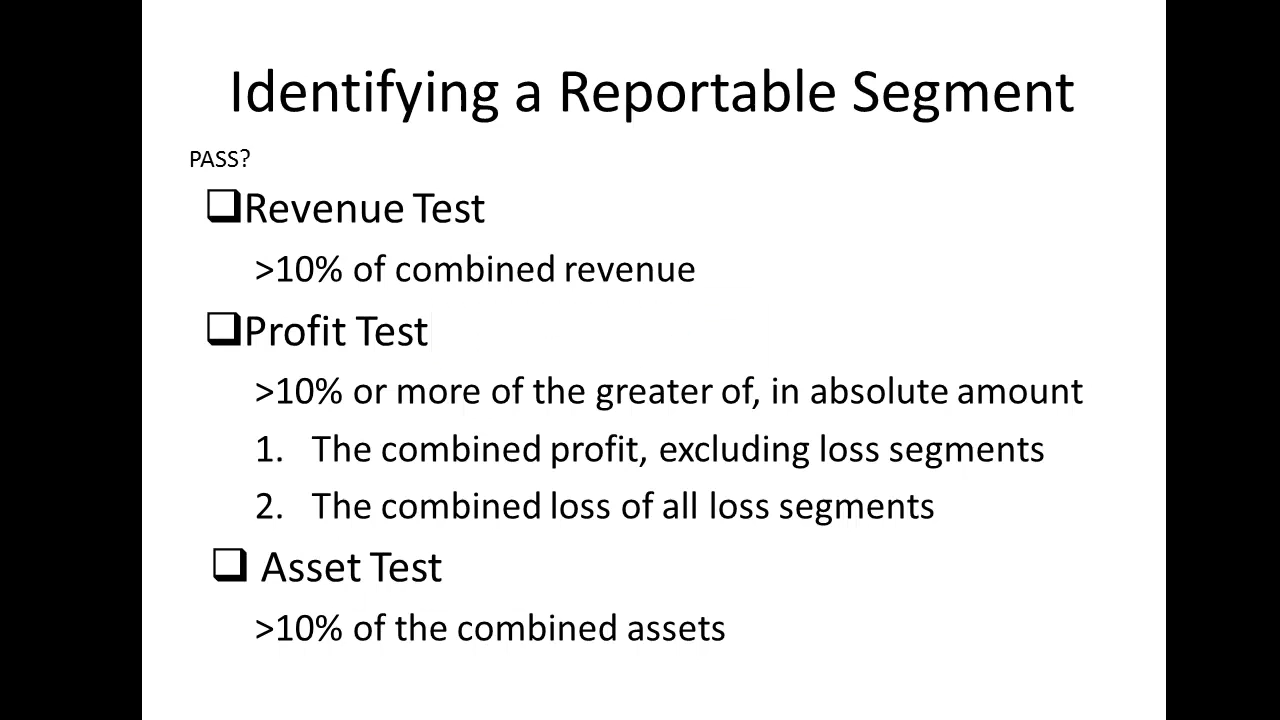 Identifying a Reportable Segment
PASS?
❑Revenue Test
>10% of combined revenue
❑Profit Test
>10% or more of the greater of, in absolute amount
1. The combined profit, excluding loss segments
2. The combined loss of all loss segments
❑ Asset Test
>10% of the combined assets